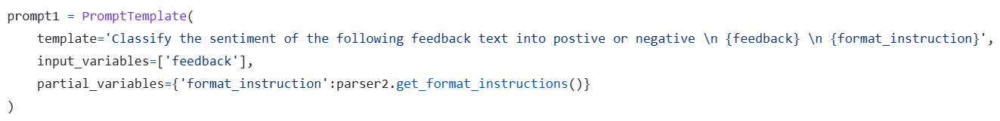 prompt1 = PromptTemplate(
    template='Classify the sentiment of the following feedback text into postive or negative \n {feedback} \n {format_instruction}',
    input_variables=['feedback'],
    partial_variables={'format_instruction':parser2.get_format_instructions()}
)